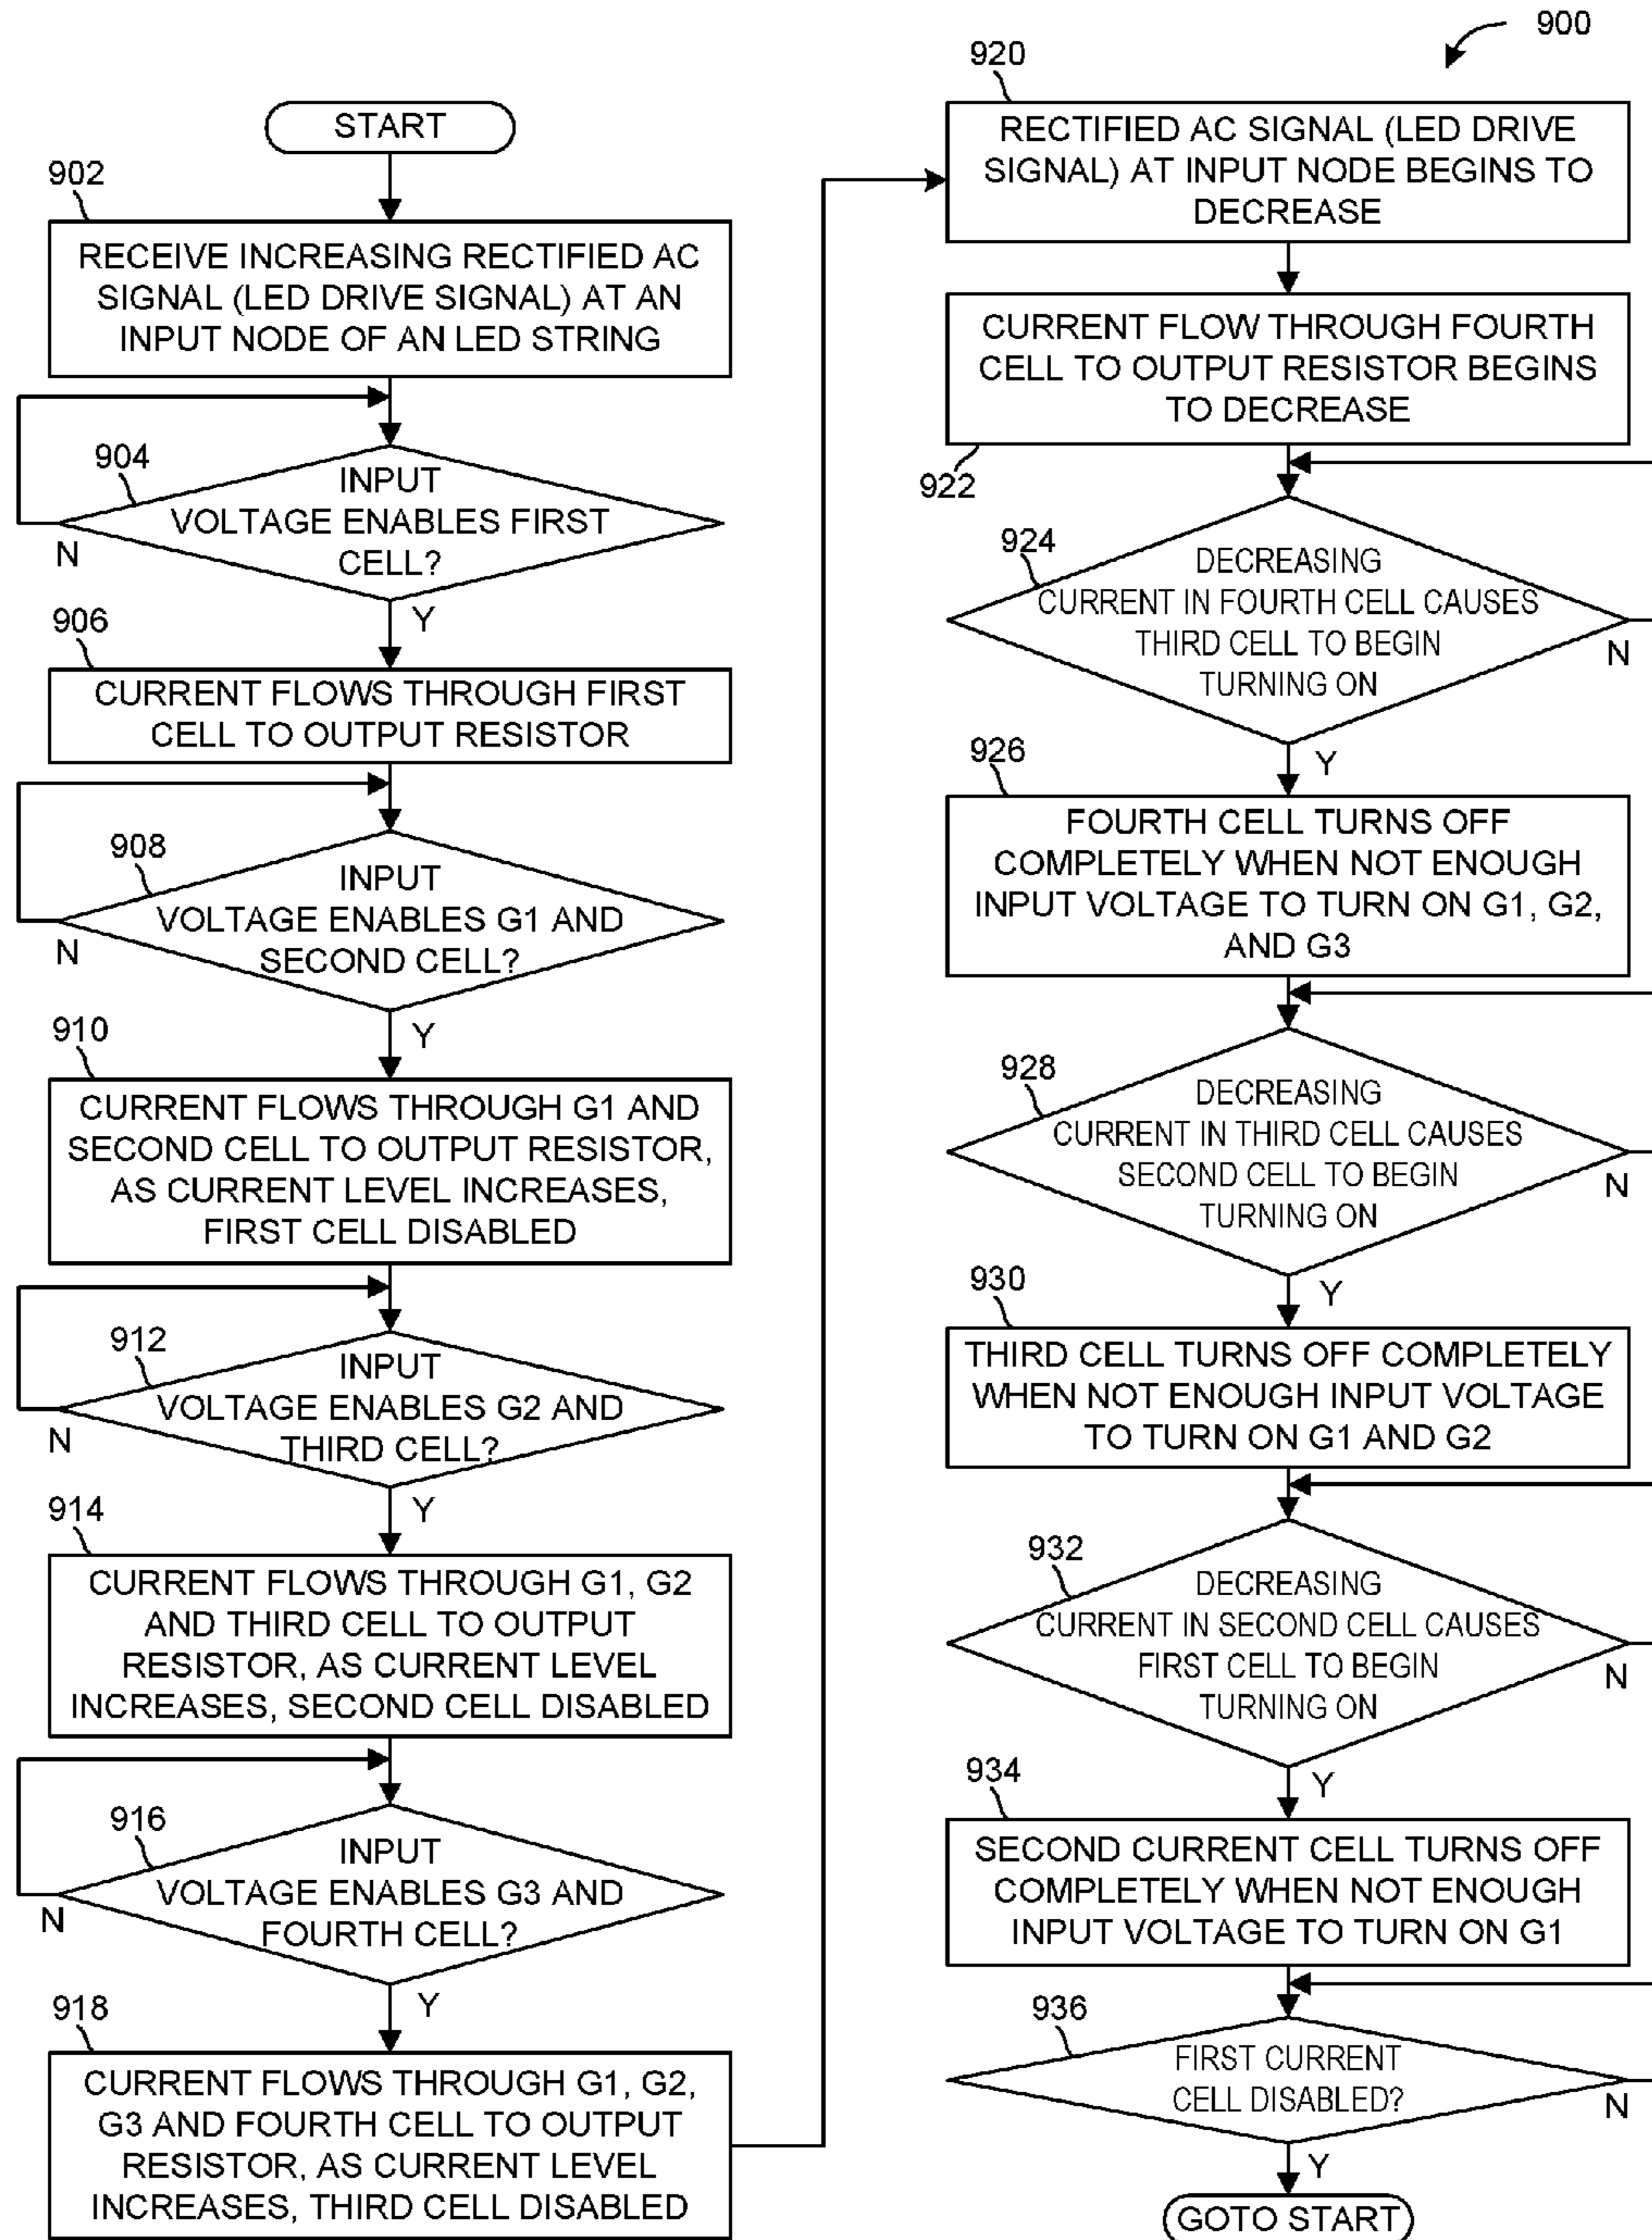 900
START
902
RECEIVE INCREASING RECTIFIED AC
SIGNAL (LED DRIVE SIGNAL) AT AN
INPUT NODE OF AN LED STRING
904
INPUT
VOLTAGE ENABLES FIRST
CELL?
N
Y
906
CURRENT FLOWS THROUGH FIRST
CELL TO OUTPUT RESISTOR
908
INPUT
VOLTAGE ENABLES G1 AND
SECOND CELL?
N
Y
910
CURRENT FLOWS THROUGH G1 AND
SECOND CELL TO OUTPUT RESISTOR,
AS CURRENT LEVEL INCREASES,
FIRST CELL DISABLED
912
INPUT
VOLTAGE ENABLES G2 AND
THIRD CELL?
N
Y
914
CURRENT FLOWS THROUGH G1, G2
AND THIRD CELL TO OUTPUT
RESISTOR, AS CURRENT LEVEL
INCREASES, SECOND CELL DISABLED
916
INPUT
VOLTAGE ENABLES G3 AND
FOURTH CELL?
N
Y
918
CURRENT FLOWS THROUGH G1, G2,
G3 AND FOURTH CELL TO OUTPUT
RESISTOR, AS CURRENT LEVEL
INCREASES, THIRD CELL DISABLED
920
RECTIFIED AC SIGNAL (LED DRIVE
SIGNAL) AT INPUT NODE BEGINS TO
DECREASE
CURRENT FLOW THROUGH FOURTH
CELL TO OUTPUT RESISTOR BEGINS
TO DECREASE
922
924
DECREASING
CURRENT IN FOURTH CELL CAUSES
THIRD CELL TO BEGIN
TURNING ON
N
Y
926
FOURTH CELL TURNS OFF
COMPLETELY WHEN NOT ENOUGH
INPUT VOLTAGE TO TURN ON G1, G2,
AND G3
928
DECREASING
CURRENT IN THIRD CELL CAUSES
SECOND CELL TO BEGIN
TURNING ON
N
Y
930
THIRD CELL TURNS OFF COMPLETELY
WHEN NOT ENOUGH INPUT VOLTAGE
TO TURN ON G1 AND G2
932
DECREASING
CURRENT IN SECOND CELL CAUSES
FIRST CELL TO BEGIN
TURNING ON
N
Y
934
SECOND CURRENT CELL TURNS OFF
COMPLETELY WHEN NOT ENOUGH
INPUT VOLTAGE TO TURN ON G1
936
FIRST CURRENT
CELL DISABLED?
N
Y
GOTO START